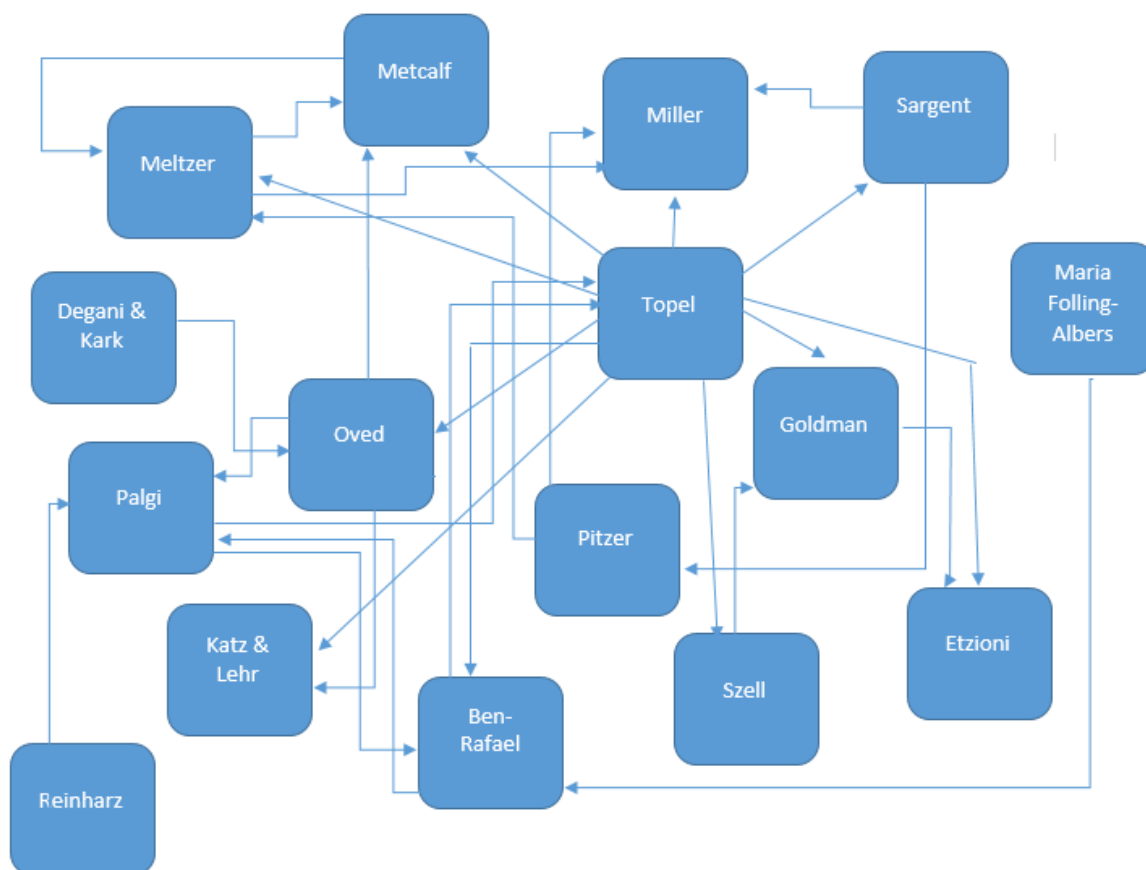 Metcalf
Miller
Sargent
Meltzer
Degani &
Kark
Topel
Maria
Folling-
Albers
Oved
Goldman
Palgi
Pitzer
Katz &
Lehr
Etzioni
Szell
Ben-
Rafael
Reinharz